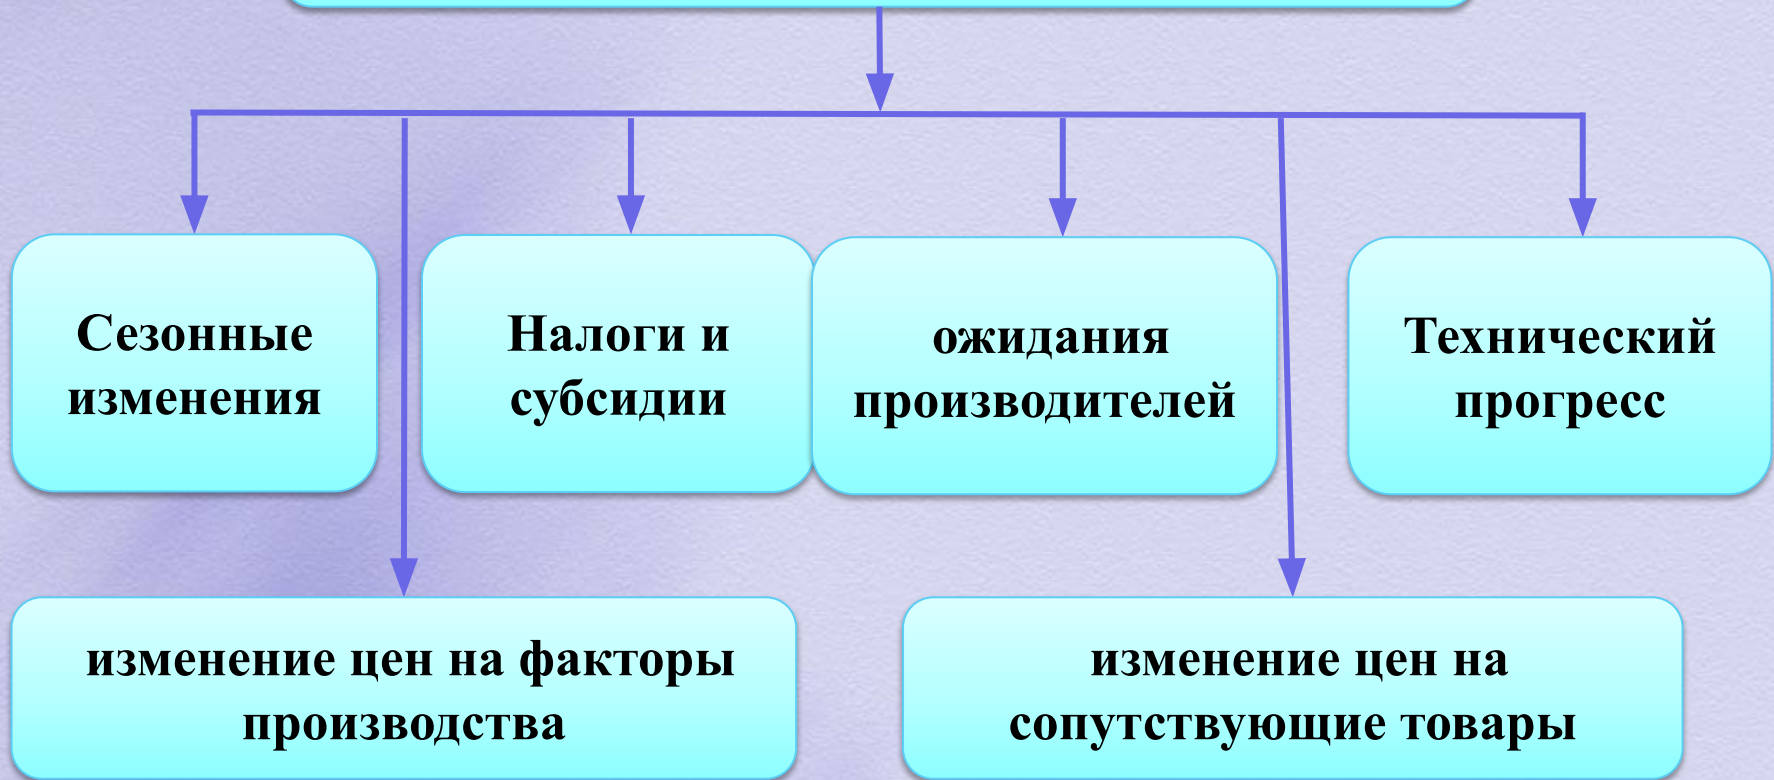 Сезонные
изменения
Налоги и
субсидии
ожидания
производителей
Технический
прогресс
изменение цен на факторы
производства
изменение цен на
сопутствующие товары